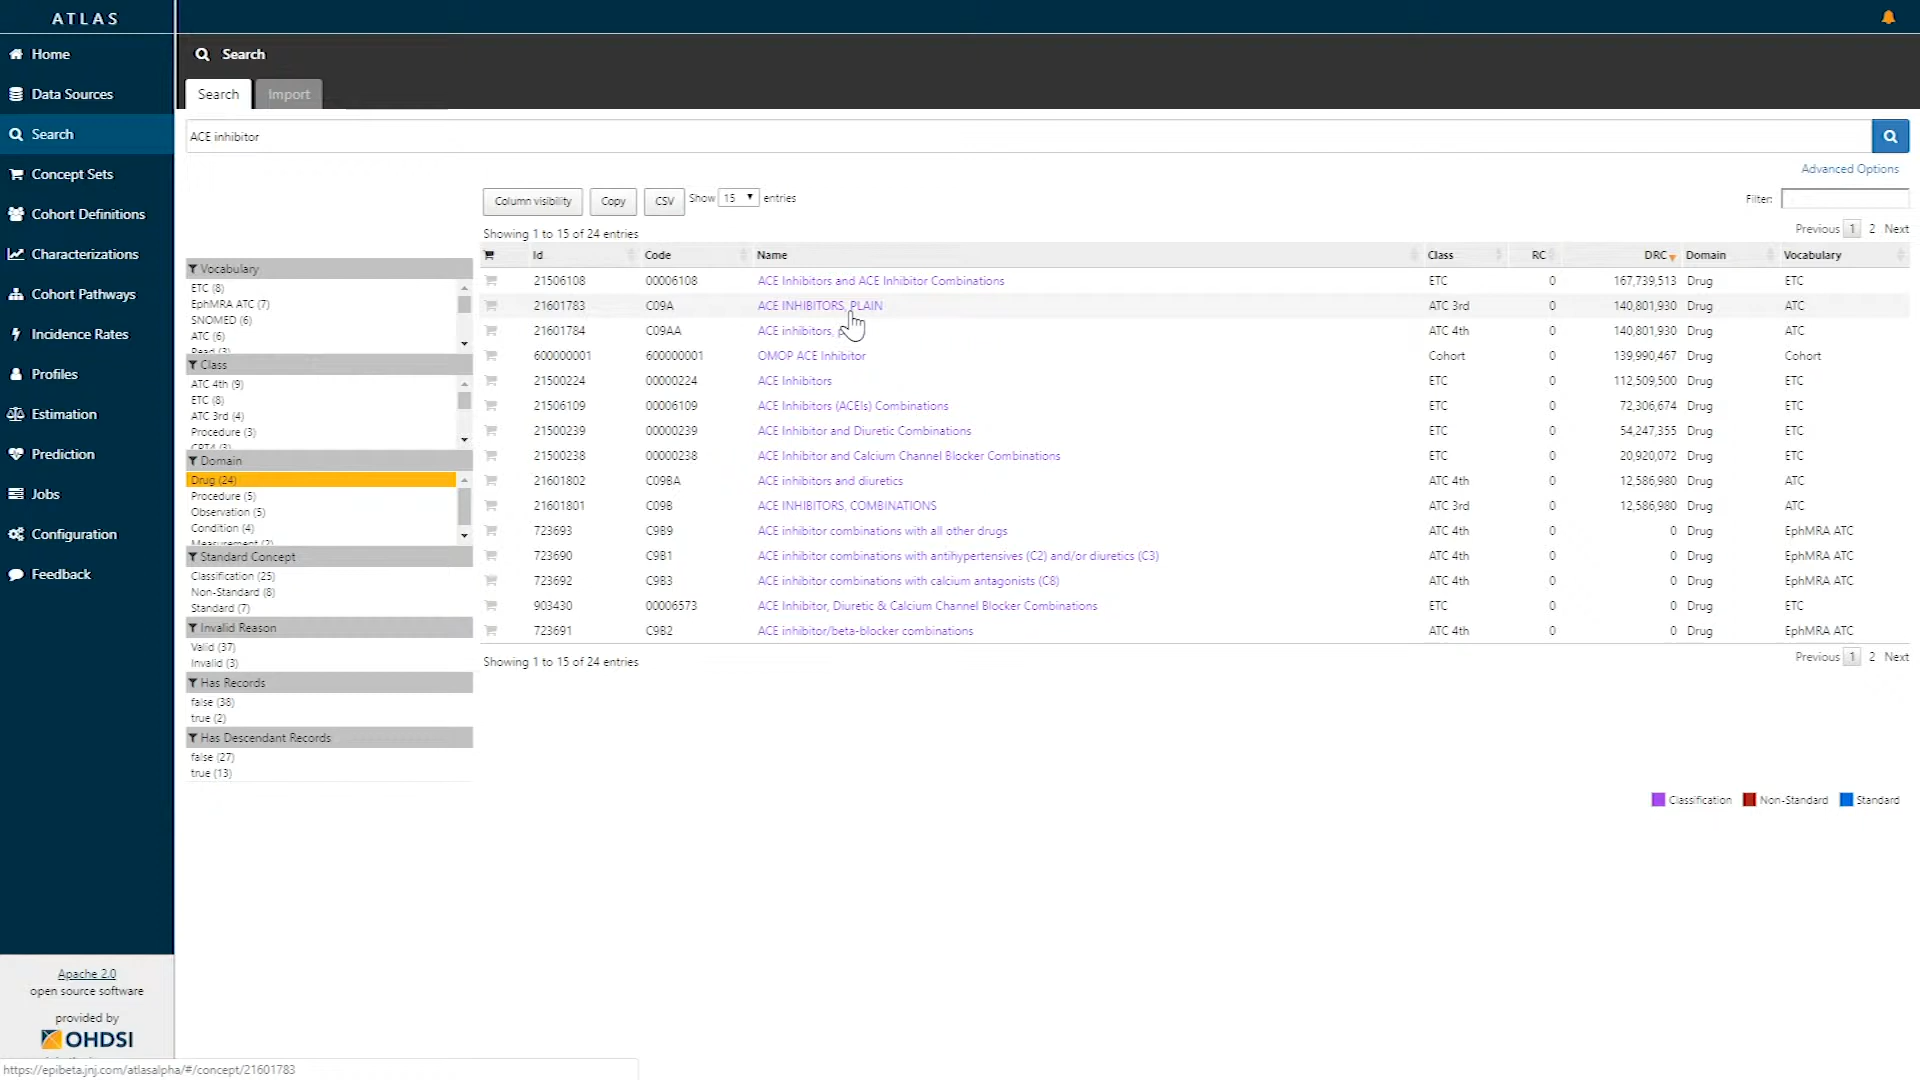 ATLAS
Home
Data Sources
Search
Concept Sets
Cohort Definitions
Characterizations
Cohort Pathways
Incidence Rates
Profiles
Estimation
Prediction
Jobs
Configuration
Feedback
Apache 2.0
open source software
provided by
OHDSI
Search
Search Import
ACE inhibitor
Advanced Options
Column visibility Copy CSV Show 15 entries
Filter:
Showing 1 to 15 of 24 entries
Previous 1 2 Next
Vocabulary
ETC (8)
EphMRA ATC (7)
SNOMED (6)
ATC (6)
Read (3)
Class
ATC 4th (9)
ETC (8)
ATC 3rd (4)
Procedure (3)
CPT4 (3)
Domain
Drug (24)
Procedure (5)
Observation (5)
Condition (4)
Measurement (2)
Standard Concept
Classification (25)
Non-Standard (8)
Standard (7)
Invalid Reason
Valid (37)
Invalid (3)
Has Records
false (38)
true (2)
Has Descendant Records
false (27)
true (13)
Id Code Name Class RC DRC Domain Vocabulary
21506108 00006108 ACE Inhibitors and ACE Inhibitor Combinations ETC 0 167,739,513 Drug ETC
21601783 C09A ACE INHIBITORS, PLAIN ATC 3rd 0 140,801,930 Drug ATC
21601784 C09AA ACE inhibitors, ATC 4th 0 140,801,930 Drug ATC
600000001 600000001 OMOP ACE Inhibitor Cohort 0 139,990,467 Drug Cohort
21500224 00000224 ACE Inhibitors ETC 0 112,509,500 Drug ETC
21506109 00006109 ACE Inhibitors (ACEIs) Combinations ETC 0 72,306,674 Drug ETC
21500239 00000239 ACE Inhibitor and Diuretic Combinations ETC 0 54,247,355 Drug ETC
21500238 00000238 ACE Inhibitor and Calcium Channel Blocker Combinations ETC 0 20,920,072 Drug ETC
21601802 C09BA ACE inhibitors and diuretics ATC 4th 0 12,586,980 Drug ATC
21601801 C09B ACE INHIBITORS, COMBINATIONS ATC 3rd 0 12,586,980 Drug ATC
723693 C9B9 ACE inhibitor combinations with all other drugs ATC 4th 0 0 Drug EphMRA ATC
723690 C9B1 ACE inhibitor combinations with antihypertensives (C2) and/or diuretics (C3) ATC 4th 0 0 Drug EphMRA ATC
723692 C9B3 ACE inhibitor combinations with calcium antagonists (C8) ATC 4th 0 0 Drug EphMRA ATC
903430 00006573 ACE Inhibitor, Diuretic & Calcium Channel Blocker Combinations ETC 0 0 Drug ETC
723691 C9B2 ACE inhibitor/beta-blocker combinations ATC 4th 0 0 Drug EphMRA ATC
Showing 1 to 15 of 24 entries
Previous 1 2 Next
Classification Non-Standard Standard
https://epibeta.jnj.com/atlasalpha/#/concept/21601783